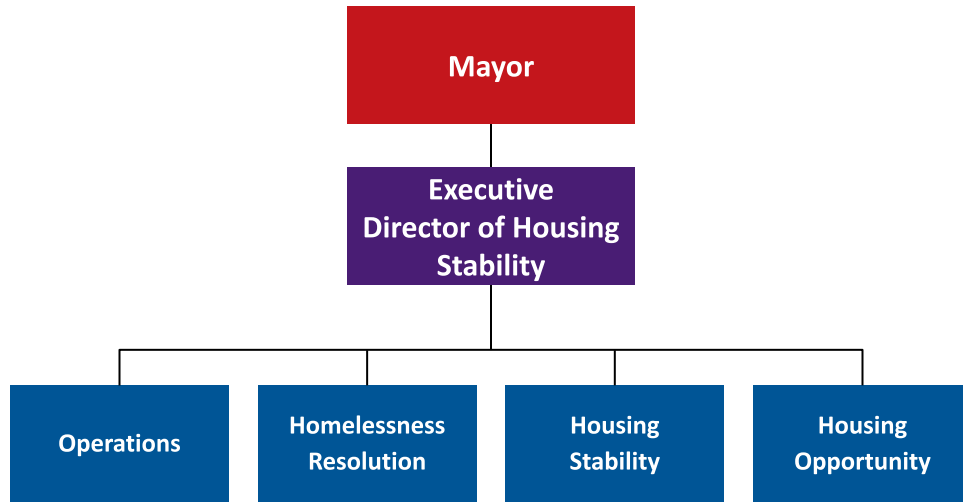 Mayor
Executive
Director of Housing
Stability
Operations
Homelessness
Resolution
Housing
Stability
Housing
Opportunity